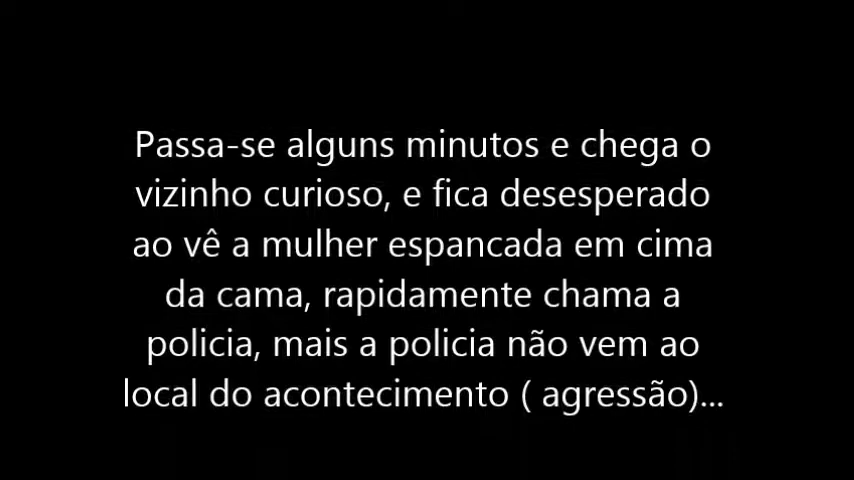 Passa-se alguns minutos e chega o
vizinho curioso, e fica desesperado
ao vê a mulher espancada em cima
da cama, rapidamente chama a
policia, mais a policia não vem ao
local do acontecimento ( agressão)...